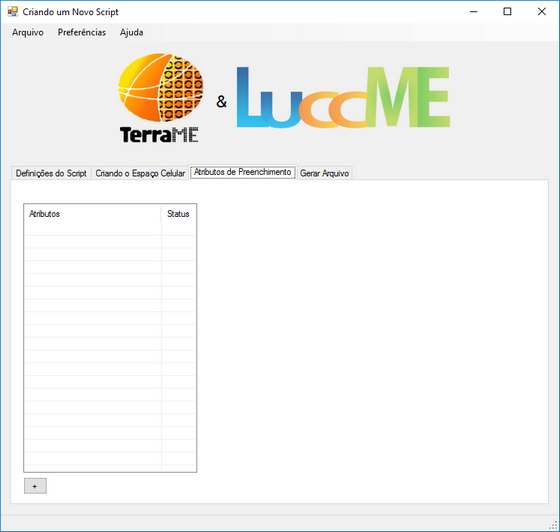 Criando um Novo Script
Arquivo Preferências Ajuda
TerraME & LuccME
Definições do Script Criando o Espaço Celular Atributos de Preenchimento Gerar Arquivo
Atributos Status
+